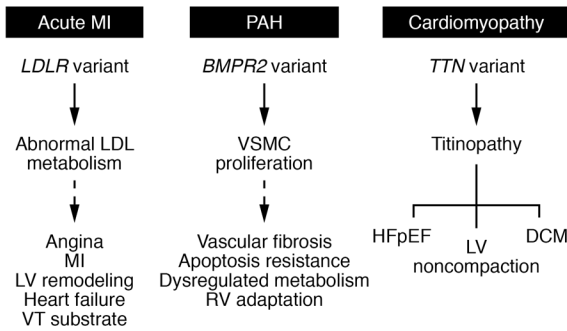 Acute MI
LDLR variant
Abnormal LDL
metabolism
Angina
MI
LV remodeling
Heart failure
VT substrate
PAH
BMPR2 variant
VSMC
proliferation
Vascular fibrosis
Apoptosis resistance
Dysregulated metabolism
RV adaptation
Cardiomyopathy
TTN variant
Titinopathy
HFpEF
LV
noncompaction
DCM